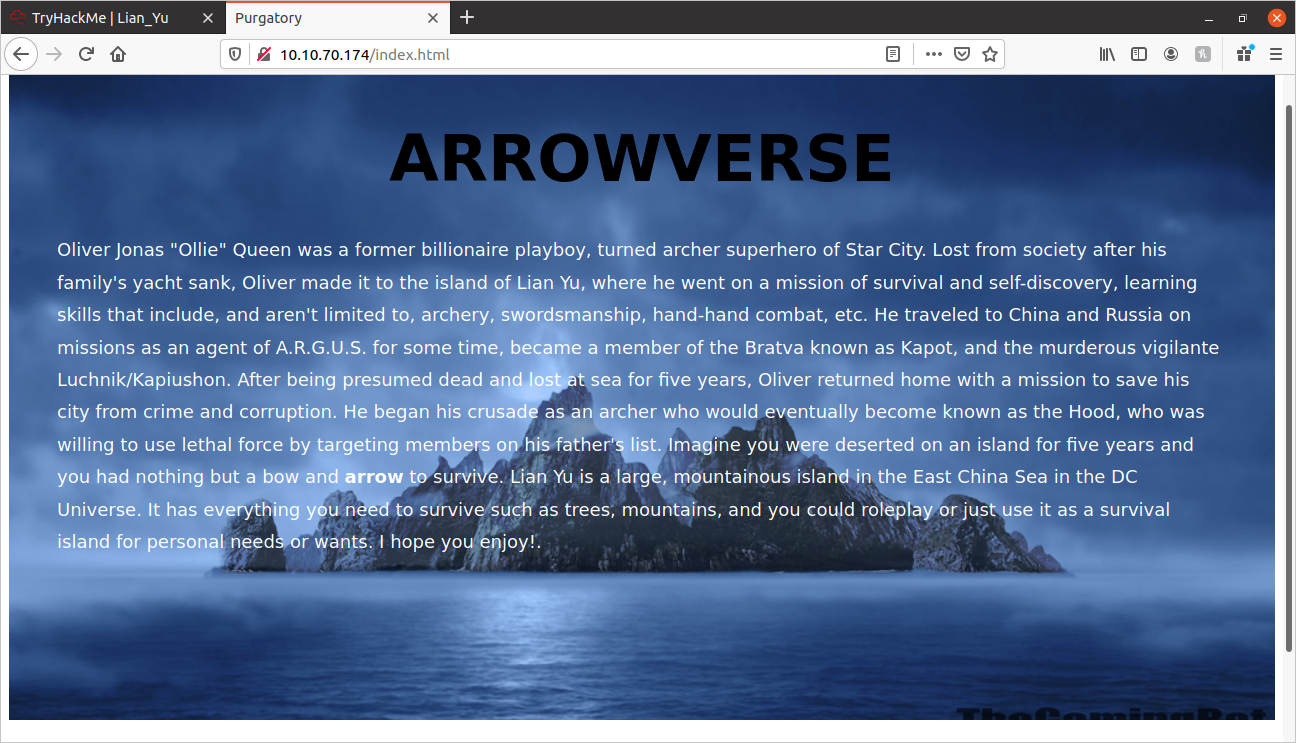 TryHackMe | Lian_Yu
Purgatory
10.10.70.174/index.html
ARROWVERSE
Oliver Jonas "Ollie" Queen was a former billionaire playboy, turned archer superhero of Star City. Lost from society after his
family's yacht sank, Oliver made it to the island of Lian Yu, where he went on a mission of survival and self-discovery, learning
skills that include, and aren't limited to, archery, swordsmanship, hand-hand combat, etc. He traveled to China and Russia on
missions as an agent of A.R.G.U.S. for some time, became a member of the Bratva known as Kapot, and the murderous vigilante
Luchnik/Kapiushon. After being presumed dead and lost at sea for five years, Oliver returned home with a mission to save his
city from crime and corruption. He began his crusade as an archer who would eventually become known as the Hood, who was
willing to use lethal force by targeting members on his father's list. Imagine you were deserted on an island for five years and
you had nothing but a bow and arrow to survive. Lian Yu is a large, mountainous island in the East China Sea in the DC
Universe. It has everything you need to survive such as trees, mountains, and you could roleplay or just use it as a survival
island for personal needs or wants. I hope you enjoy!.